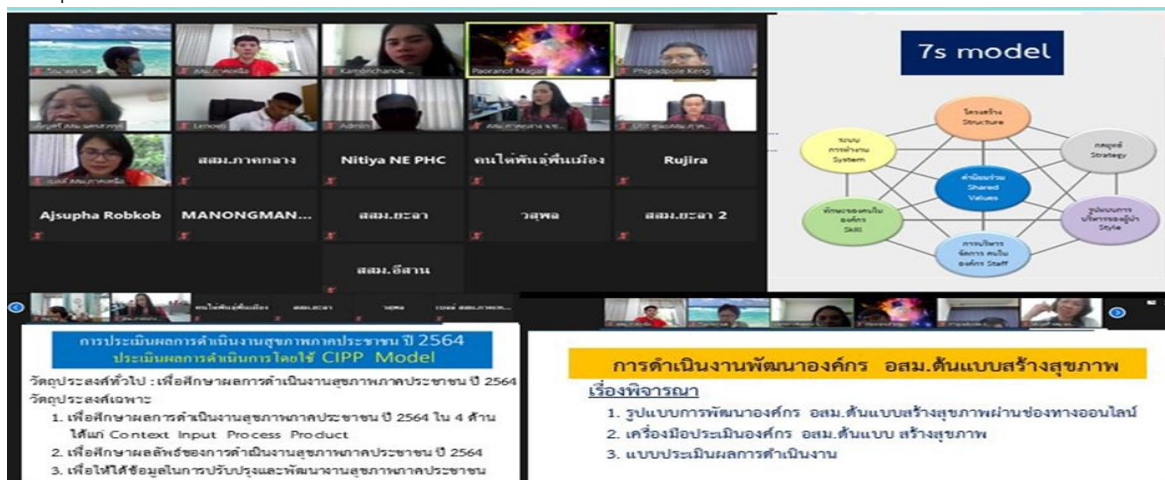 Kamonchanok ..
Paoranof Magal
Phipadpole Keng
Lenovo
Admin
สสม.ภาคกลาง
Nitiya NE PHC
คนใต้พันธุ์พื้นเมือง
Rujira
Ajsupha Robkob
MANONGMAN...
สสม.ยะลา
วสุพล
สสม.ยะลา 2
สสม.อีสาน
7s model
โครงสร้าง
Structure
ระบบ
การทำงาน
System
กลยุทธ์
Strategy
ค่านิยมร่วม
Shared
Values
ทักษะของคนใน
องค์กร
Skill
รูปแบบการ
บริหารของผู้นำ
Style
การบริหาร
จัดการ คนใน
องค์กร Staff
การประเมินผลการดำเนินงานสุขภาพภาคประชาชน ปี 2564
ประเมินผลการดำเนินการโดยใช้ CIPP Model
วัตถุประสงค์ทั่วไป : เพื่อศึกษาผลการดำเนินงานสุขภาพภาคประชาชน ปี 2564
วัตถุประสงค์เฉพาะ
1. เพื่อศึกษาผลการดำเนินงานสุขภาพภาคประชาชน ปี 2564 ใน 4 ด้าน
ได้แก่ Context Input Process Product
2. เพื่อศึกษาผลลัพธ์ของการดำเนินงานสุขภาพภาคประชาชน ปี 2564
3. เพื่อให้ได้ข้อมูลในการปรับปรุงและพัฒนางานสุขภาพภาคประชาชน
การดำเนินงานพัฒนาองค์กร อสม.ต้นแบบสร้างสุขภาพ
เรื่องพิจารณา
1. รูปแบบการพัฒนาองค์กร อสม.ต้นแบบสร้างสุขภาพผ่านช่องทางออนไลน์
2. เครื่องมือประเมินองค์กร อสม.ต้นแบบ สร้างสุขภาพ
3. แบบประเมินผลการดำเนินงาน